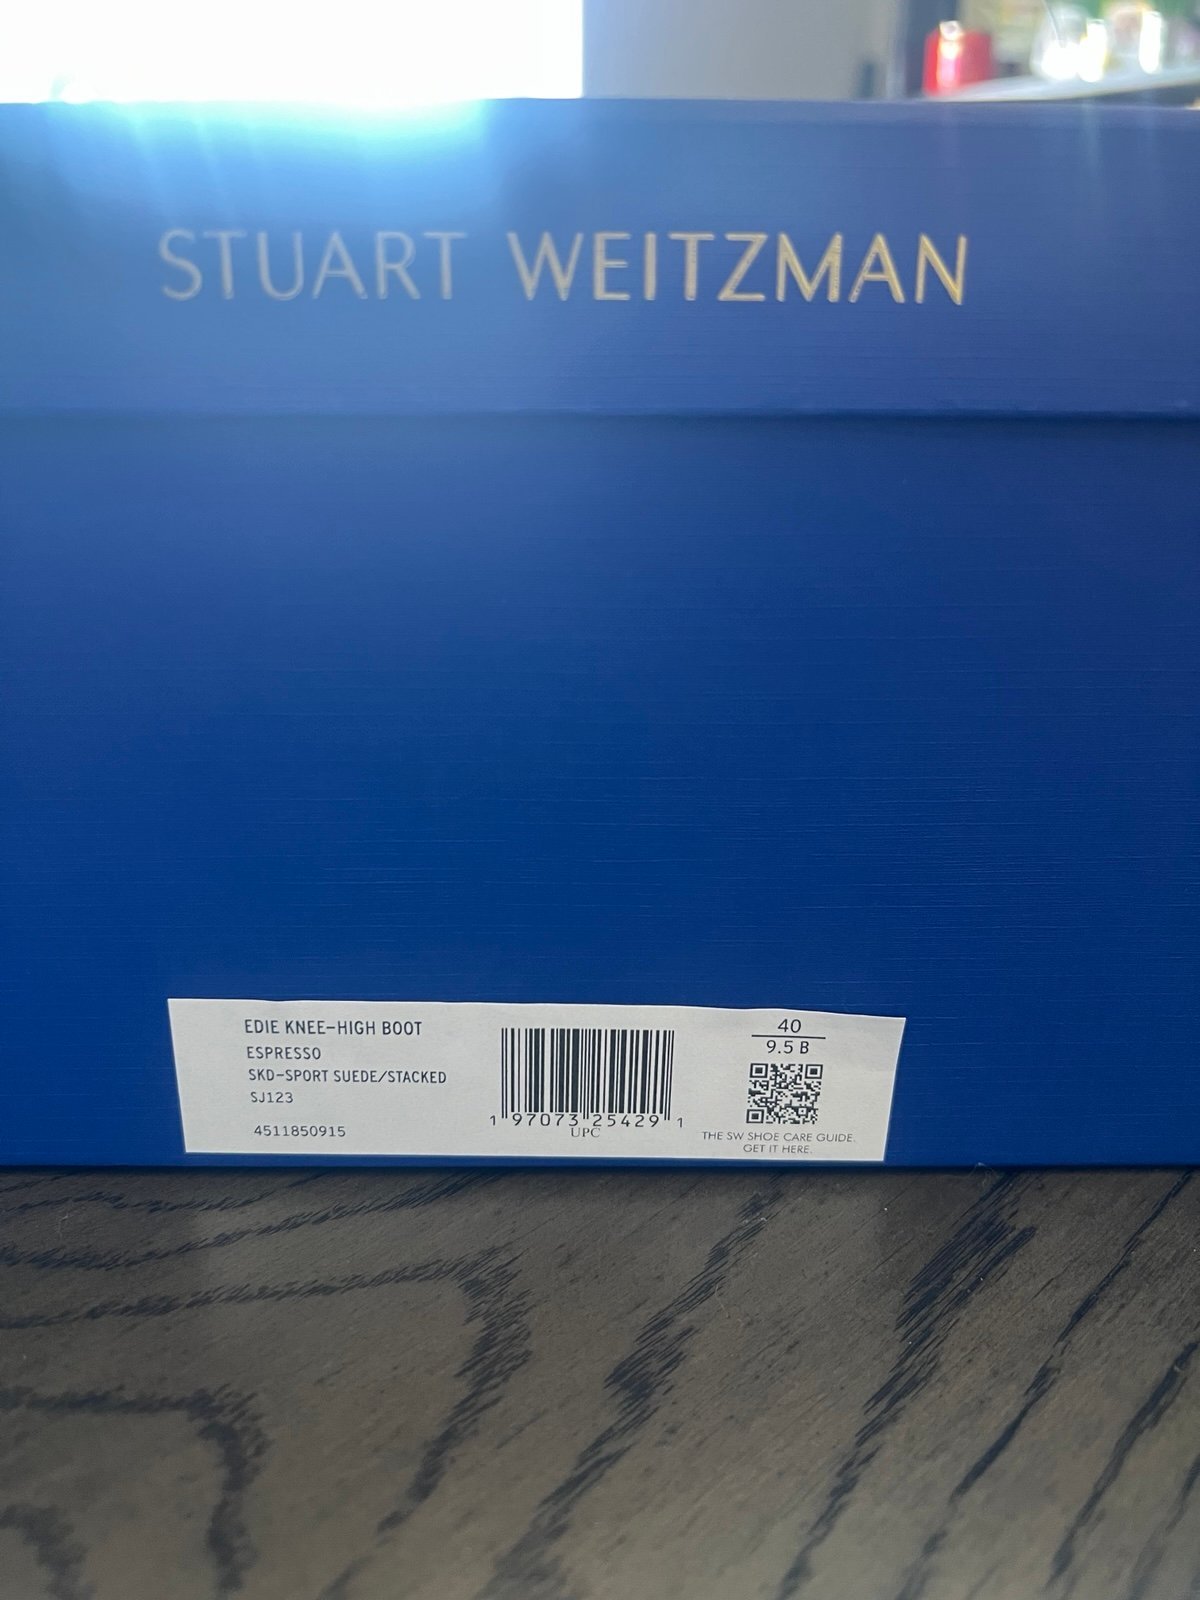 STUART WEITZMAN
EDIE KNEE-HIGH BOOT
ESPRESSO
SKD-SPORT SUEDE/STACKED
SJ123
4511850915
1 97073 25429 1
UPC
40
9.5 B
THE SW SHOE CARE GUIDE.
GET IT HERE.